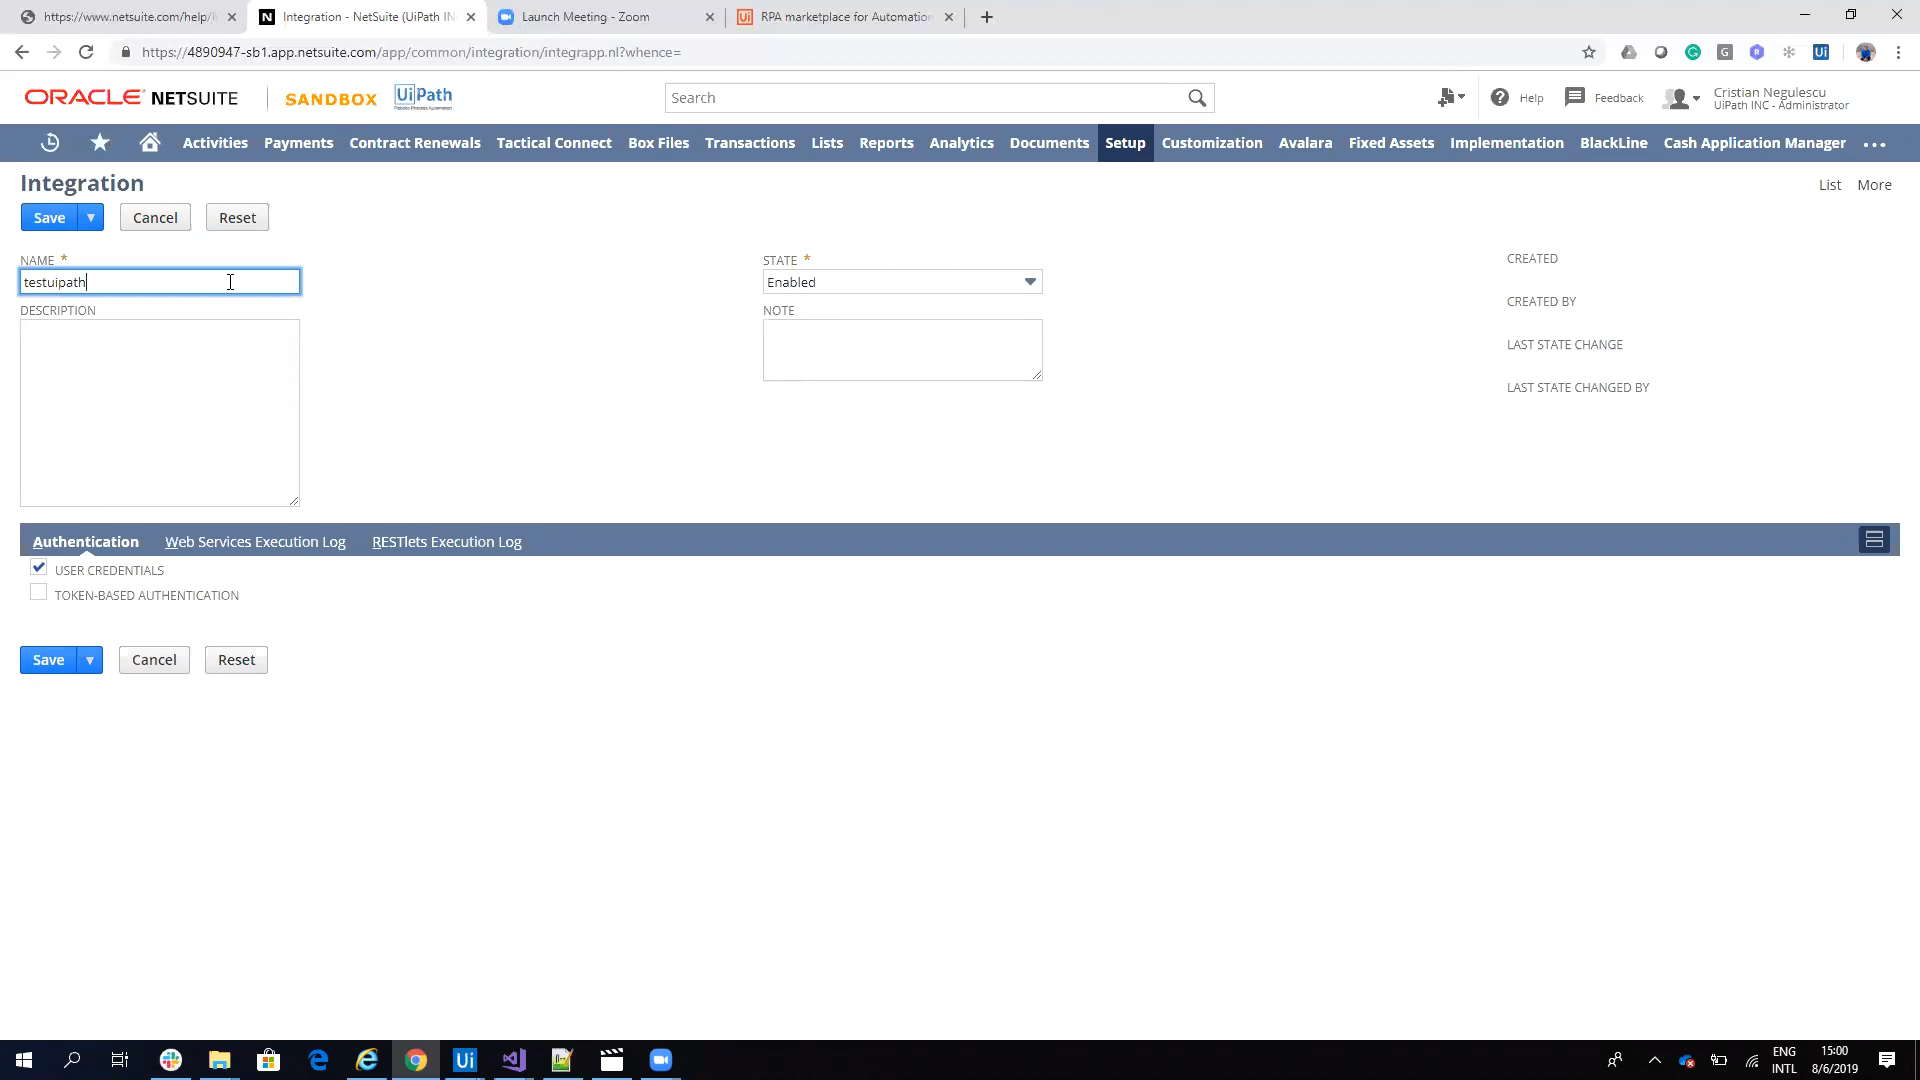 https://www.netsuite.com/help/
Integration - NetSuite (UiPath IN
Launch Meeting - Zoom
RPA marketplace for Automation
https://4890947-sb1.app.netsuite.com/app/common/integration/integrapp.nl?whence=
ORACLE NETSUITE
SANDBOX
UiPath
Search
Help
Feedback
Cristian Negulescu
UiPath INC - Administrator
Activities
Payments
Contract Renewals
Tactical Connect
Box Files
Transactions
Lists
Reports
Analytics
Documents
Setup
Customization
Avalara
Fixed Assets
Implementation
BlackLine
Cash Application Manager
Integration
List
More
Save
Cancel
Reset
NAME *
testuipath
DESCRIPTION
STATE *
Enabled
NOTE
CREATED
CREATED BY
LAST STATE CHANGE
LAST STATE CHANGED BY
Authentication
Web Services Execution Log
RESTlets Execution Log
USER CREDENTIALS
TOKEN-BASED AUTHENTICATION
Save
Cancel
Reset
ENG
INTL
15:00
8/6/2019